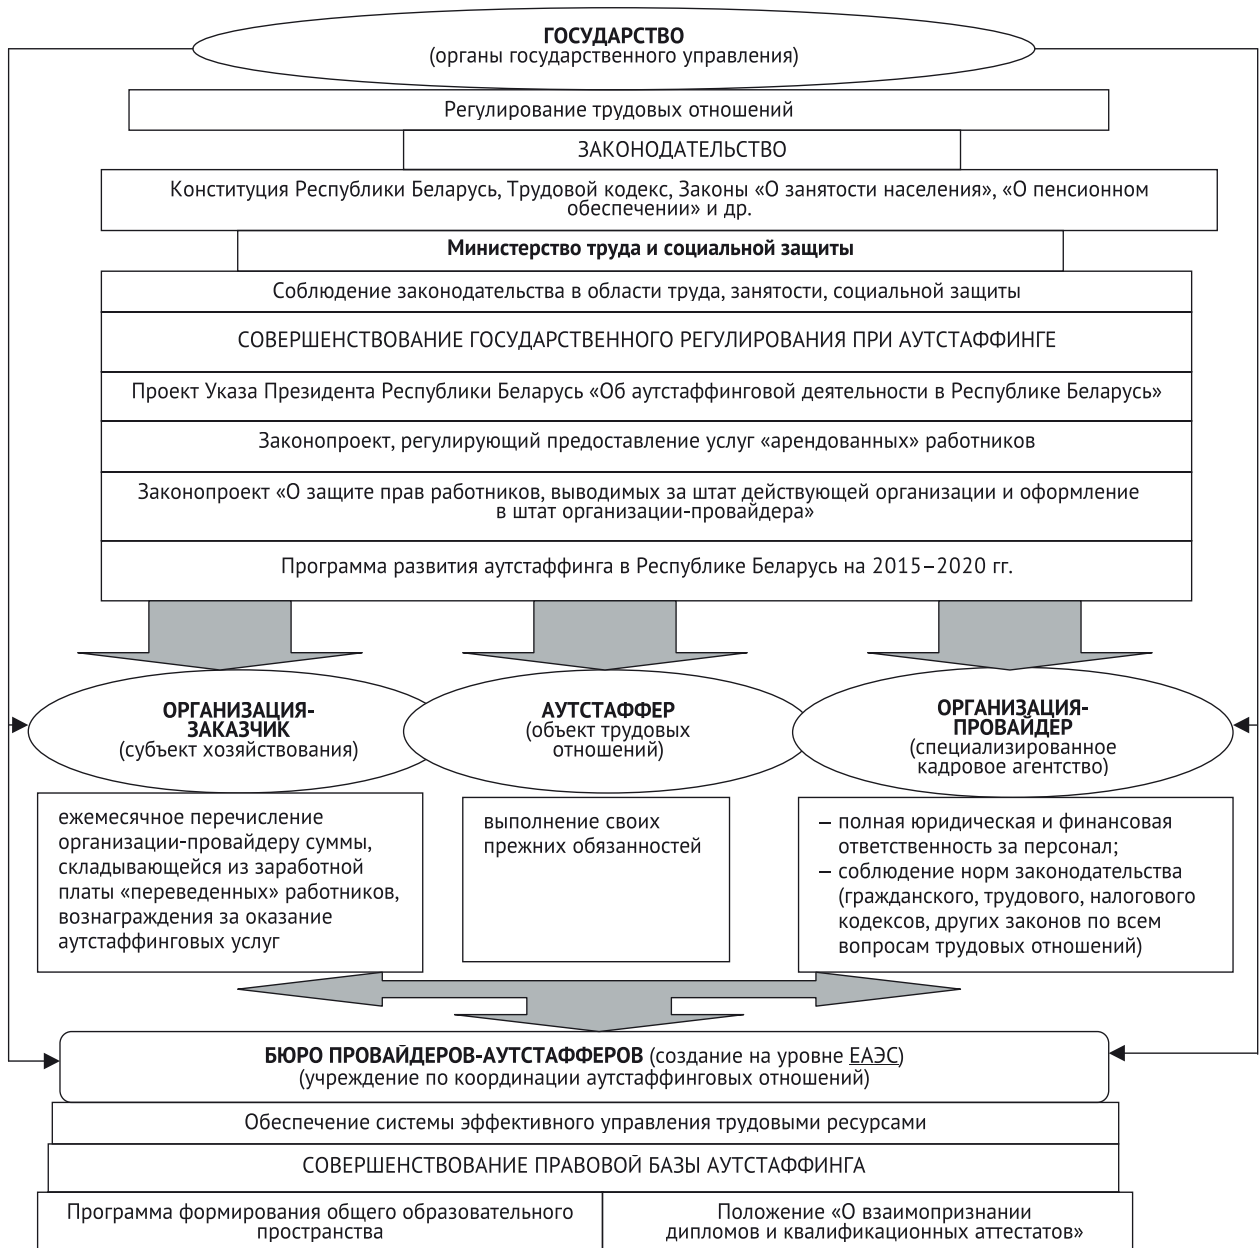 ГОСУДАРСТВО
(органы государственного управления)
Регулирование трудовых отношений
ЗАКОНОДАТЕЛЬСТВО
Конституция Республики Беларусь, Трудовой кодекс, Законы «О занятости населения», «О пенсионном
обеспечении» и др.
Министерство труда и социальной защиты
Соблюдение законодательства в области труда, занятости, социальной защиты
СОВЕРШЕНСТВОВАНИЕ ГОСУДАРСТВЕННОГО РЕГУЛИРОВАНИЯ ПРИ АУТСТАФФИНГЕ
Проект Указа Президента Республики Беларусь «Об аутстаффинговой деятельности в Республике Беларусь»
Законопроект, регулирующий предоставление услуг «арендованных» работников
Законопроект «О защите прав работников, выводимых за штат действующей организации и оформление
в штат организации-провайдера»
Программа развития аутстаффинга в Республике Беларусь на 2015–2020 гг.
ОРГАНИЗАЦИЯ-
ЗАКАЗЧИК
(субъект хозяйствования)
АУТСТАФФЕР
(объект трудовых
отношений)
ОРГАНИЗАЦИЯ-
ПРОВАЙДЕР
(специализированное
кадровое агентство)
ежемесячное перечисление
организации-провайдеру суммы,
складывающейся из заработной
платы «переведенных» работников,
вознаграждения за оказание
аутстаффинговых услуг
выполнение своих
прежних обязанностей
– полная юридическая и финансовая
ответственность за персонал;
– соблюдение норм законодательства
(гражданского, трудового, налогового
кодексов, других законов по всем
вопросам трудовых отношений)
БЮРО ПРОВАЙДЕРОВ-АУТСТАФФЕРОВ (создание на уровне ЕАЭС)
(учреждение по координации аутстаффинговых отношений)
Обеспечение системы эффективного управления трудовыми ресурсами
СОВЕРШЕНСТВОВАНИЕ ПРАВОВОЙ БАЗЫ АУТСТАФФИНГА
Программа формирования общего образовательного
пространства
Положение «О взаимопризнании
дипломов и квалификационных аттестатов»